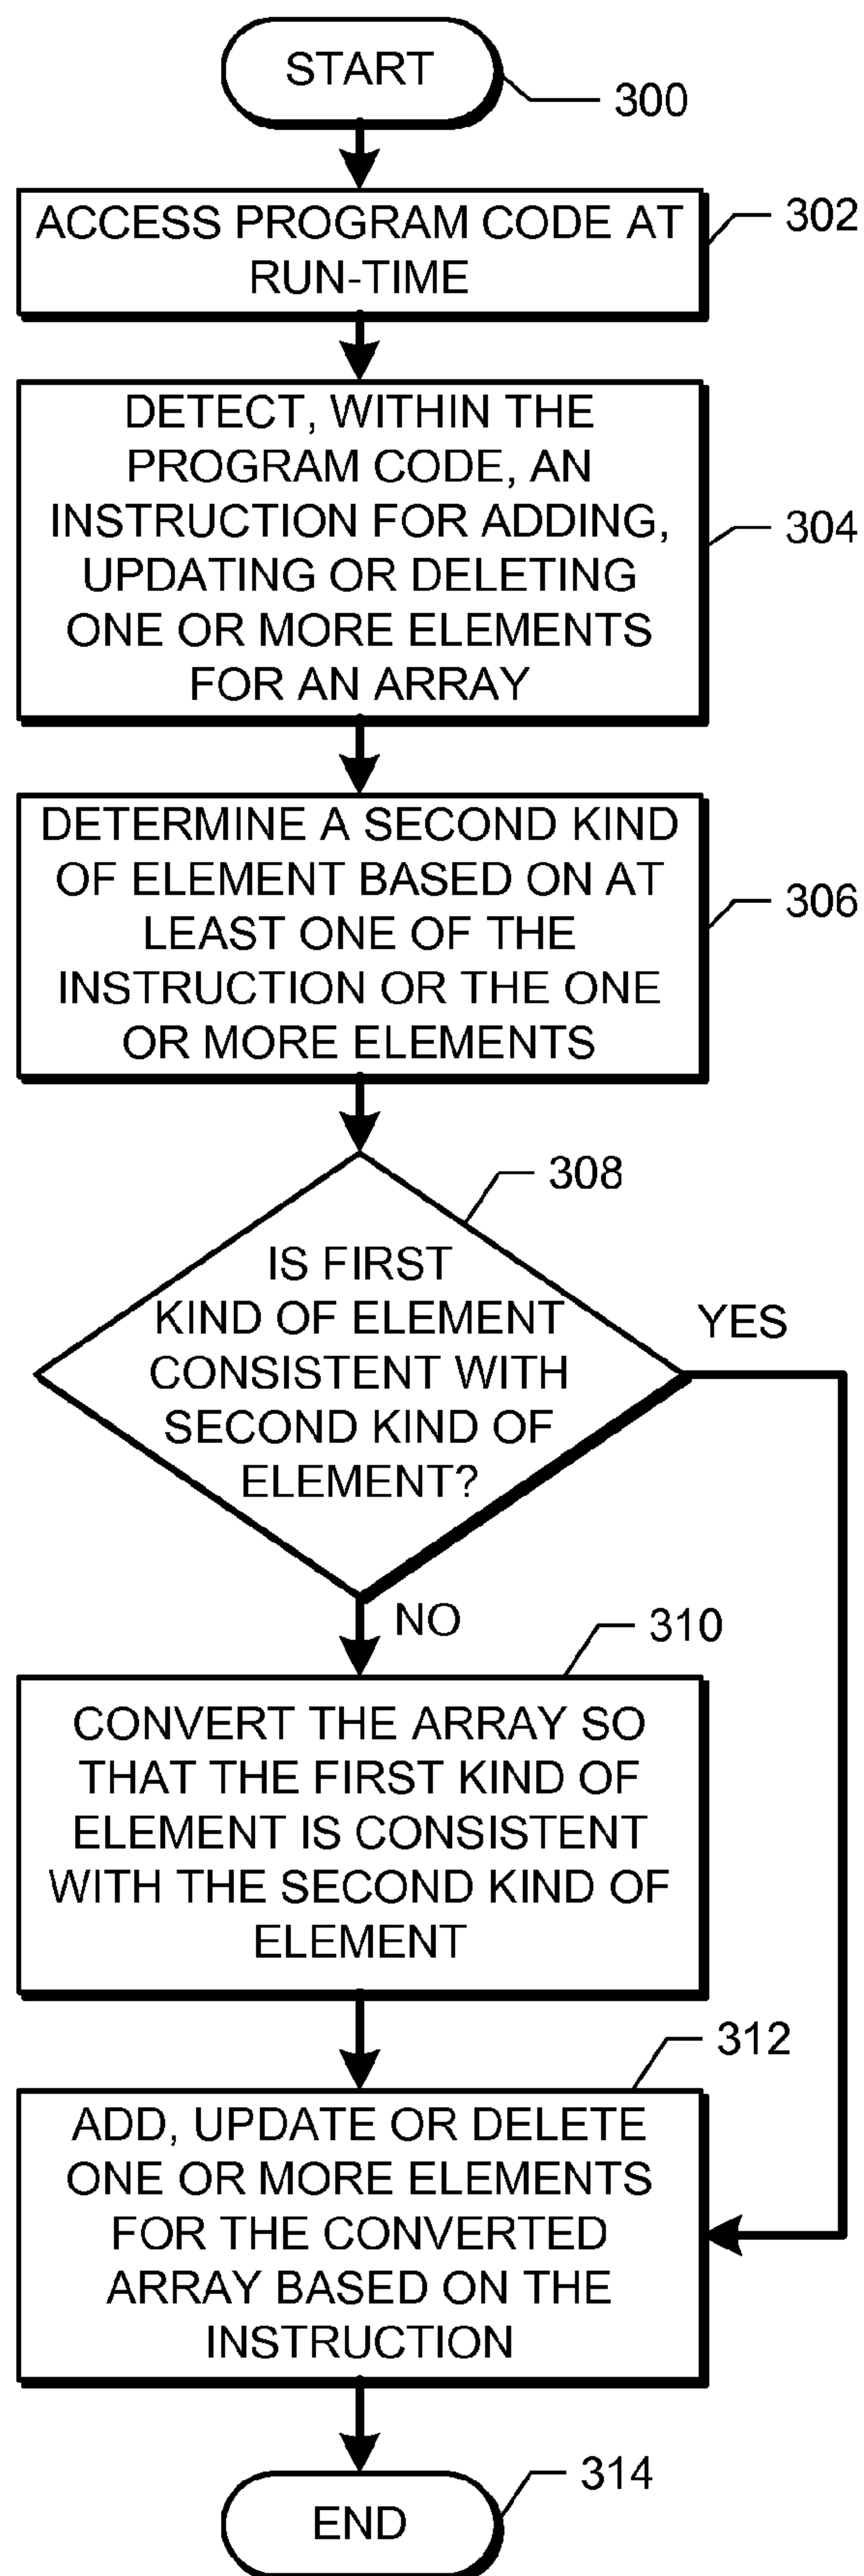 START
300
ACCESS PROGRAM CODE AT
RUN-TIME
302
DETECT, WITHIN THE
PROGRAM CODE, AN
INSTRUCTION FOR ADDING,
UPDATING OR DELETING
ONE OR MORE ELEMENTS
FOR AN ARRAY
304
DETERMINE A SECOND KIND
OF ELEMENT BASED ON AT
LEAST ONE OF THE
INSTRUCTION OR THE ONE
OR MORE ELEMENTS
306
308
IS FIRST
KIND OF ELEMENT
CONSISTENT WITH
SECOND KIND OF
ELEMENT?
YES
NO
310
CONVERT THE ARRAY SO
THAT THE FIRST KIND OF
ELEMENT IS CONSISTENT
WITH THE SECOND KIND OF
ELEMENT
312
ADD, UPDATE OR DELETE
ONE OR MORE ELEMENTS
FOR THE CONVERTED
ARRAY BASED ON THE
INSTRUCTION
314
END